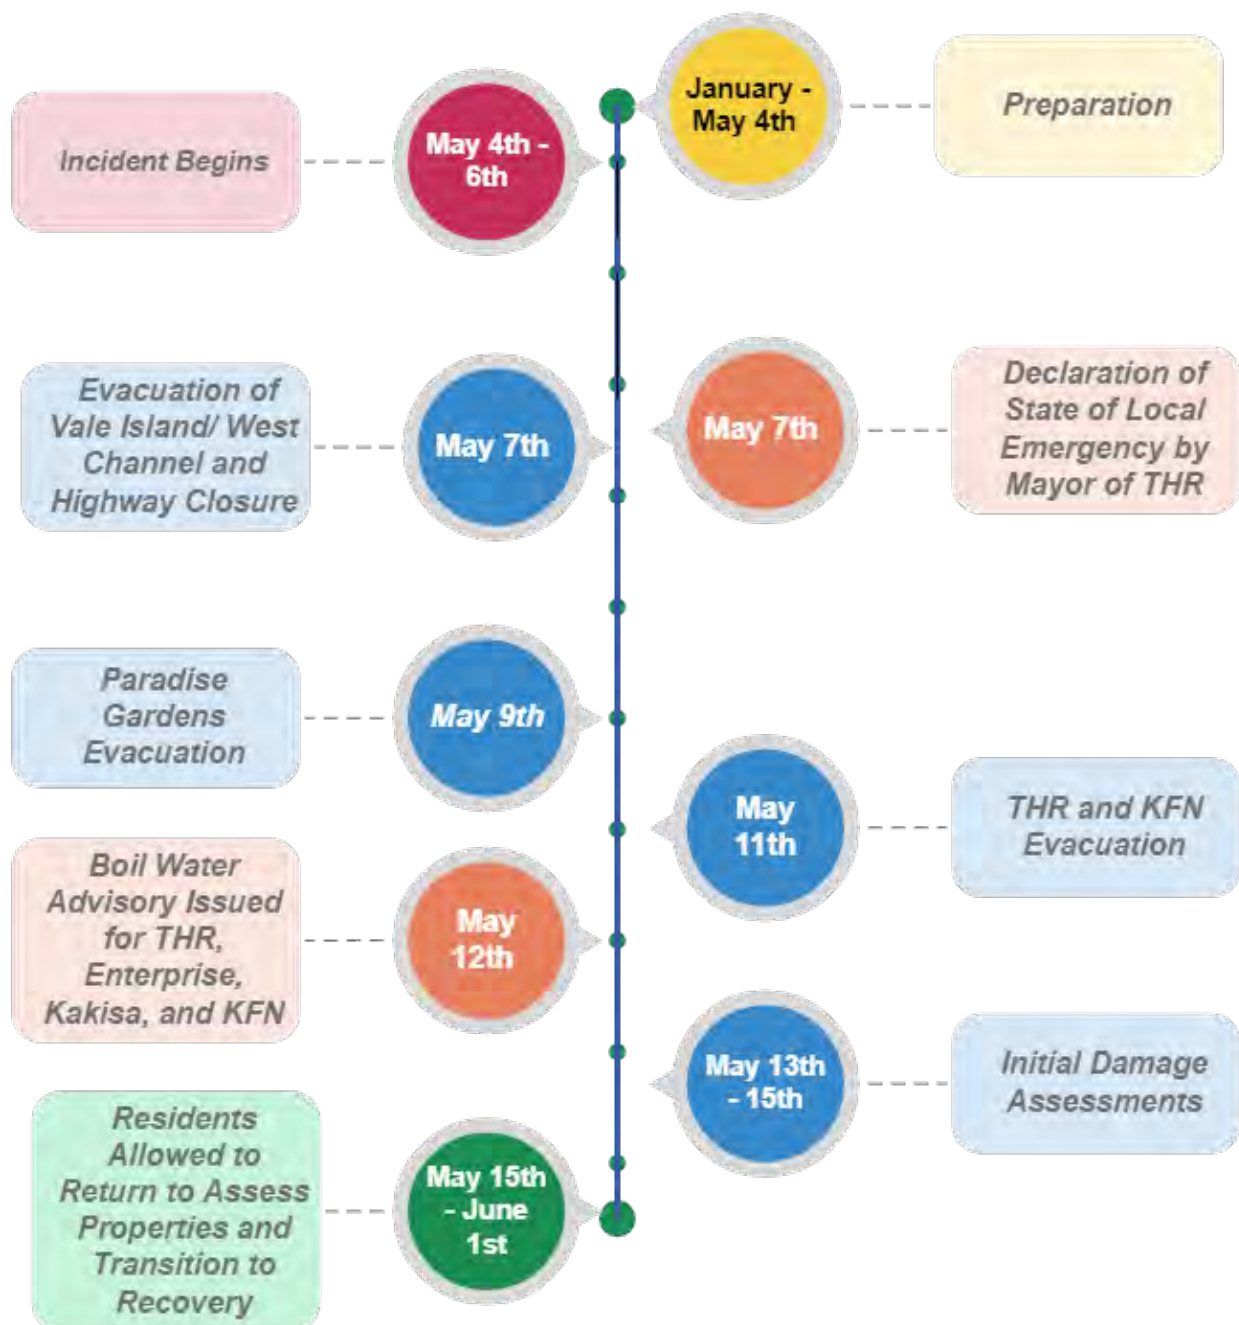 January -
May 4th
Preparation
Incident Begins
May 4th -
6th
Evacuation of
Vale Island/ West
Channel and
Highway Closure
May 7th
May 7th
Declaration of
State of Local
Emergency by
Mayor of THR
Paradise
Gardens
Evacuation
May 9th
May
11th
THR and KFN
Evacuation
Boil Water
Advisory Issued
for THR,
Enterprise,
Kakisa, and KFN
May
12th
May 13th
- 15th
Initial Damage
Assessments
Residents
Allowed to
Return to Assess
Properties and
Transition to
Recovery
May 15th
- June
1st